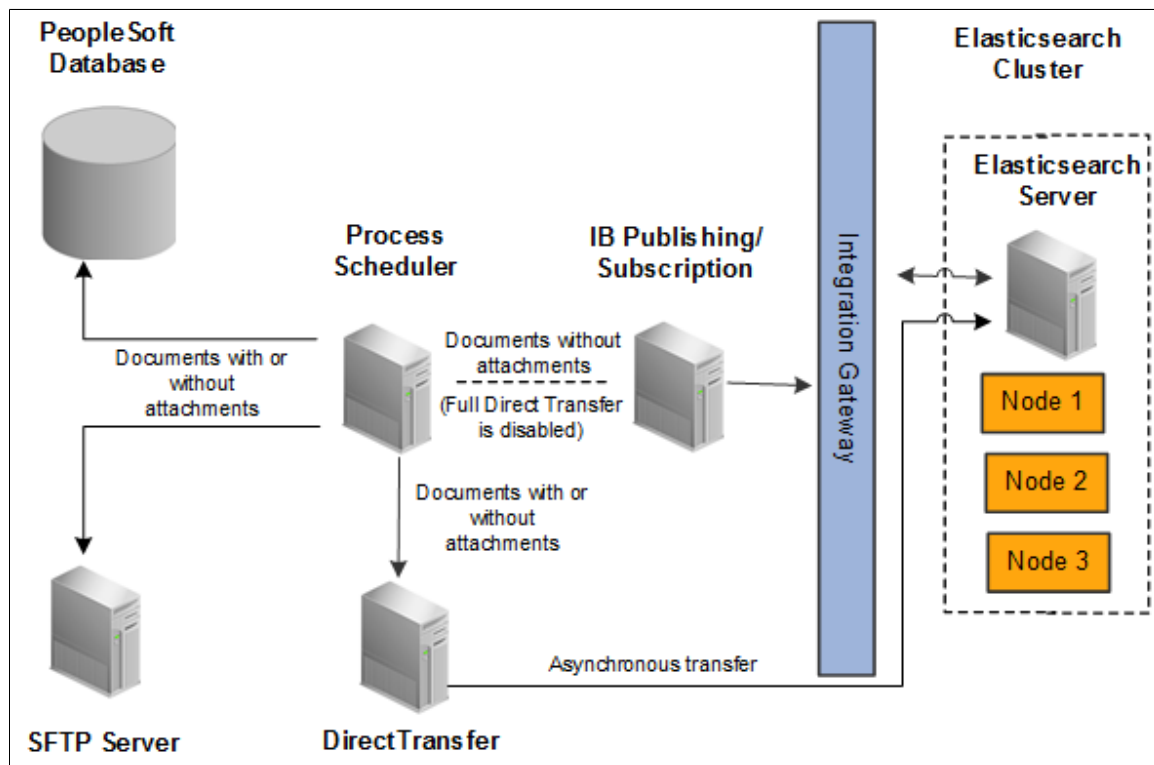 PeopleSoft
Database
Elasticsearch
Cluster
Elasticsearch
Server
Process
Scheduler
IB Publishing/
Subscription
Integration Gateway
Documents with or
without
attachments
Documents without
attachments
(Full Direct Transfer
is disabled)
Node 1
Node 2
Node 3
Documents with or
without
attachments
Asynchronous transfer
SFTP Server
DirectTransfer